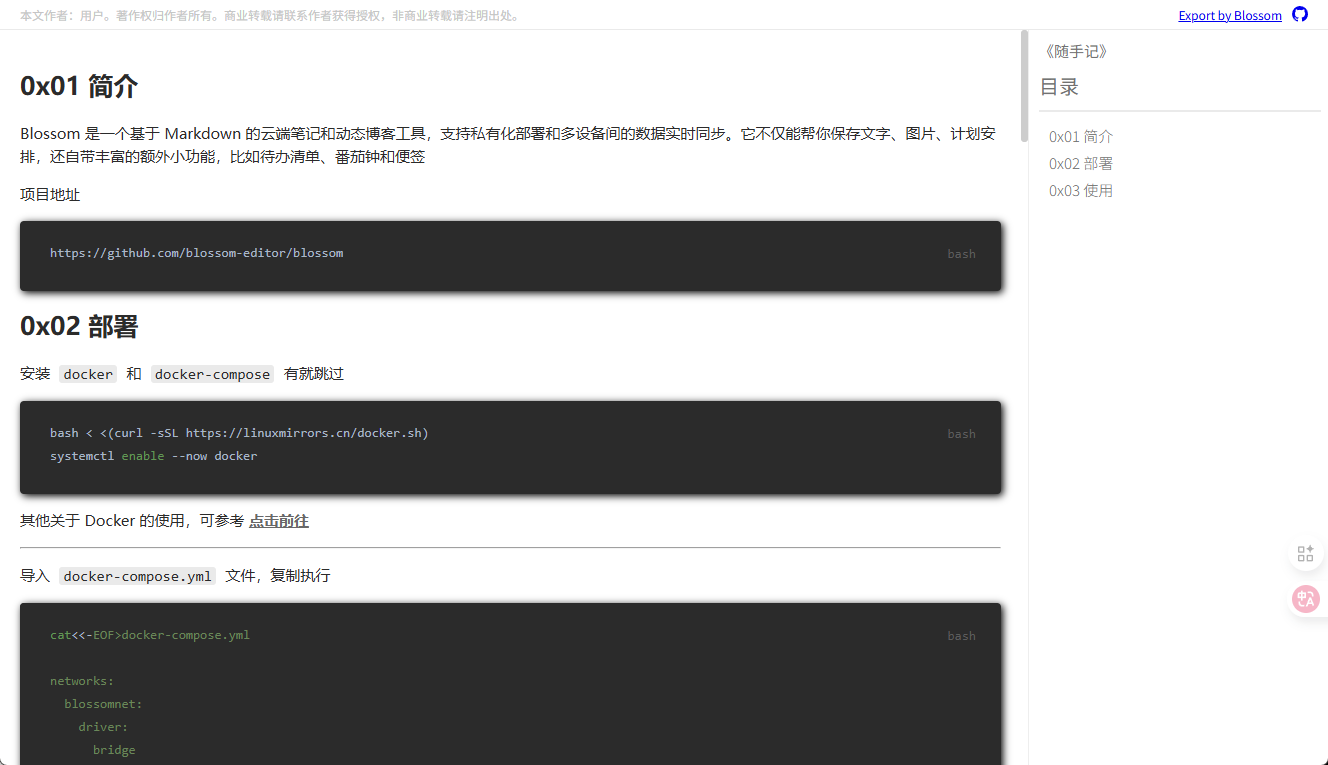 本文作者：用户。著作权归作者所有。商业转载请联系作者获得授权，非商业转载请注明出处。
Export by Blossom
0x01 简介
Blossom 是一个基于 Markdown 的云端笔记和动态博客工具，支持私有化部署和多设备间的数据实时同步。它不仅能帮你保存文字、图片、计划安
排，还自带丰富的额外小功能，比如待办清单、番茄钟和便签
项目地址
https://github.com/blossom-editor/blossom
bash
0x02 部署
安装 docker 和 docker-compose 有就跳过
bash < <(curl -sSL https://linuxmirrors.cn/docker.sh)
bash
systemctl enable --now docker
其他关于 Docker 的使用，可参考 点击前往
导入 docker-compose.yml 文件，复制执行
cat<<-EOF>docker-compose.yml
bash
networks:
  blossomnet:
    driver:
      bridge
《随手记》
目录
0x01 简介
0x02 部署
0x03 使用
中A